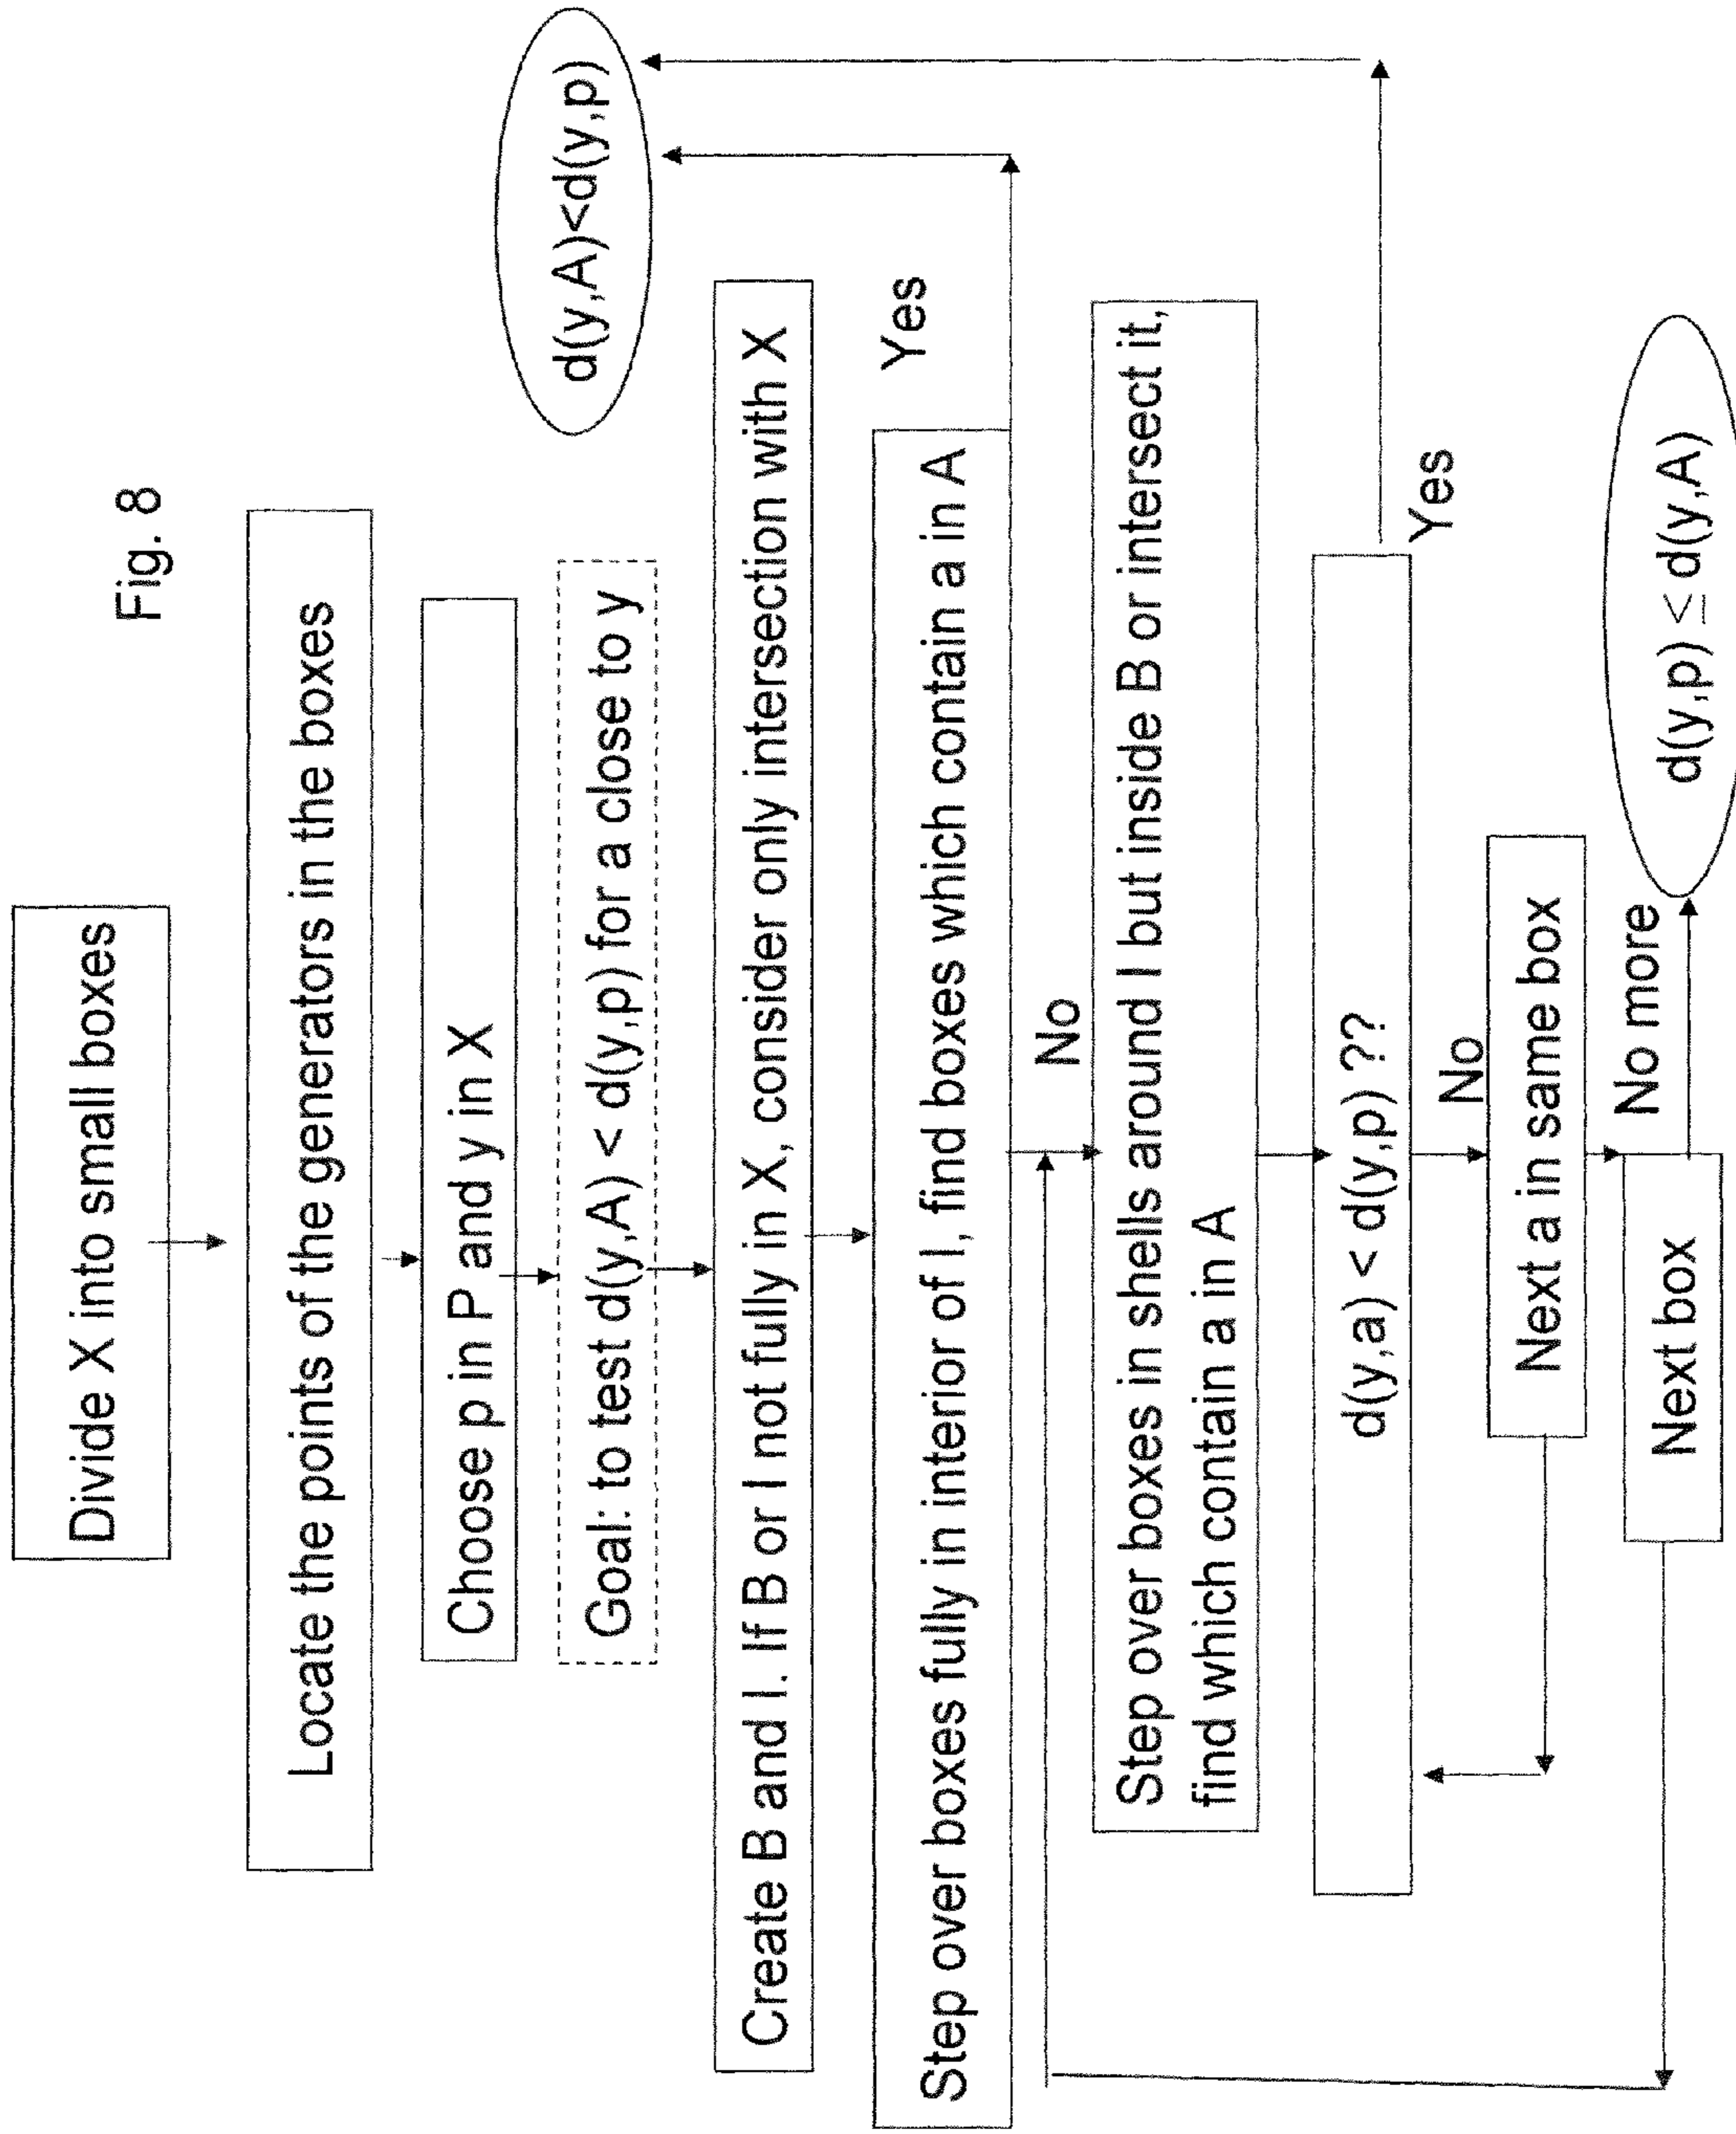 Fig. 8
Divide X into small boxes
Locate the points of the generators in the boxes
Choose p in P and y in X
Goal: to test d(y,A) < d(y,p) for a close to y
d(y,A)<d(y,p)
Create B and I. If B or I not fully in X, consider only intersection with X
Step over boxes fully in interior of I, find boxes which contain a in A
Yes
No
Step over boxes in shells around I but inside B or intersect it,
find which contain a in A
d(y,a) < d(y,p) ??
Yes
No
Next a in same box
No more
Next box
d(y,p) ≤ d(y,A)